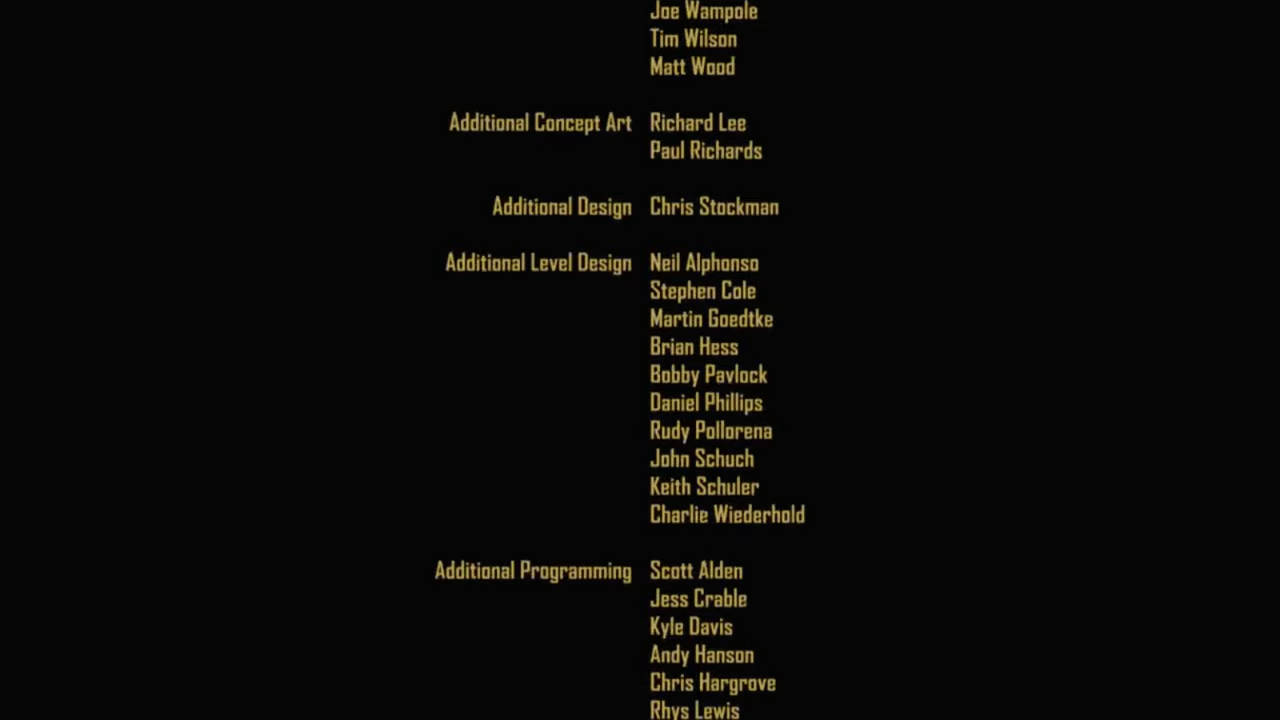 Joe Wampole
Tim Wilson
Matt Wood
Additional Concept Art Richard Lee
Paul Richards
Additional Design Chris Stockman
Additional Level Design Neil Alphonso
Stephen Cole
Martin Goedtke
Brian Hess
Bobby Pavlock
Daniel Phillips
Rudy Pollorena
John Schuch
Keith Schuler
Charlie Wiederhold
Additional Programming Scott Alden
Jess Crable
Kyle Davis
Andy Hanson
Chris Hargrove
Rhys Lewis